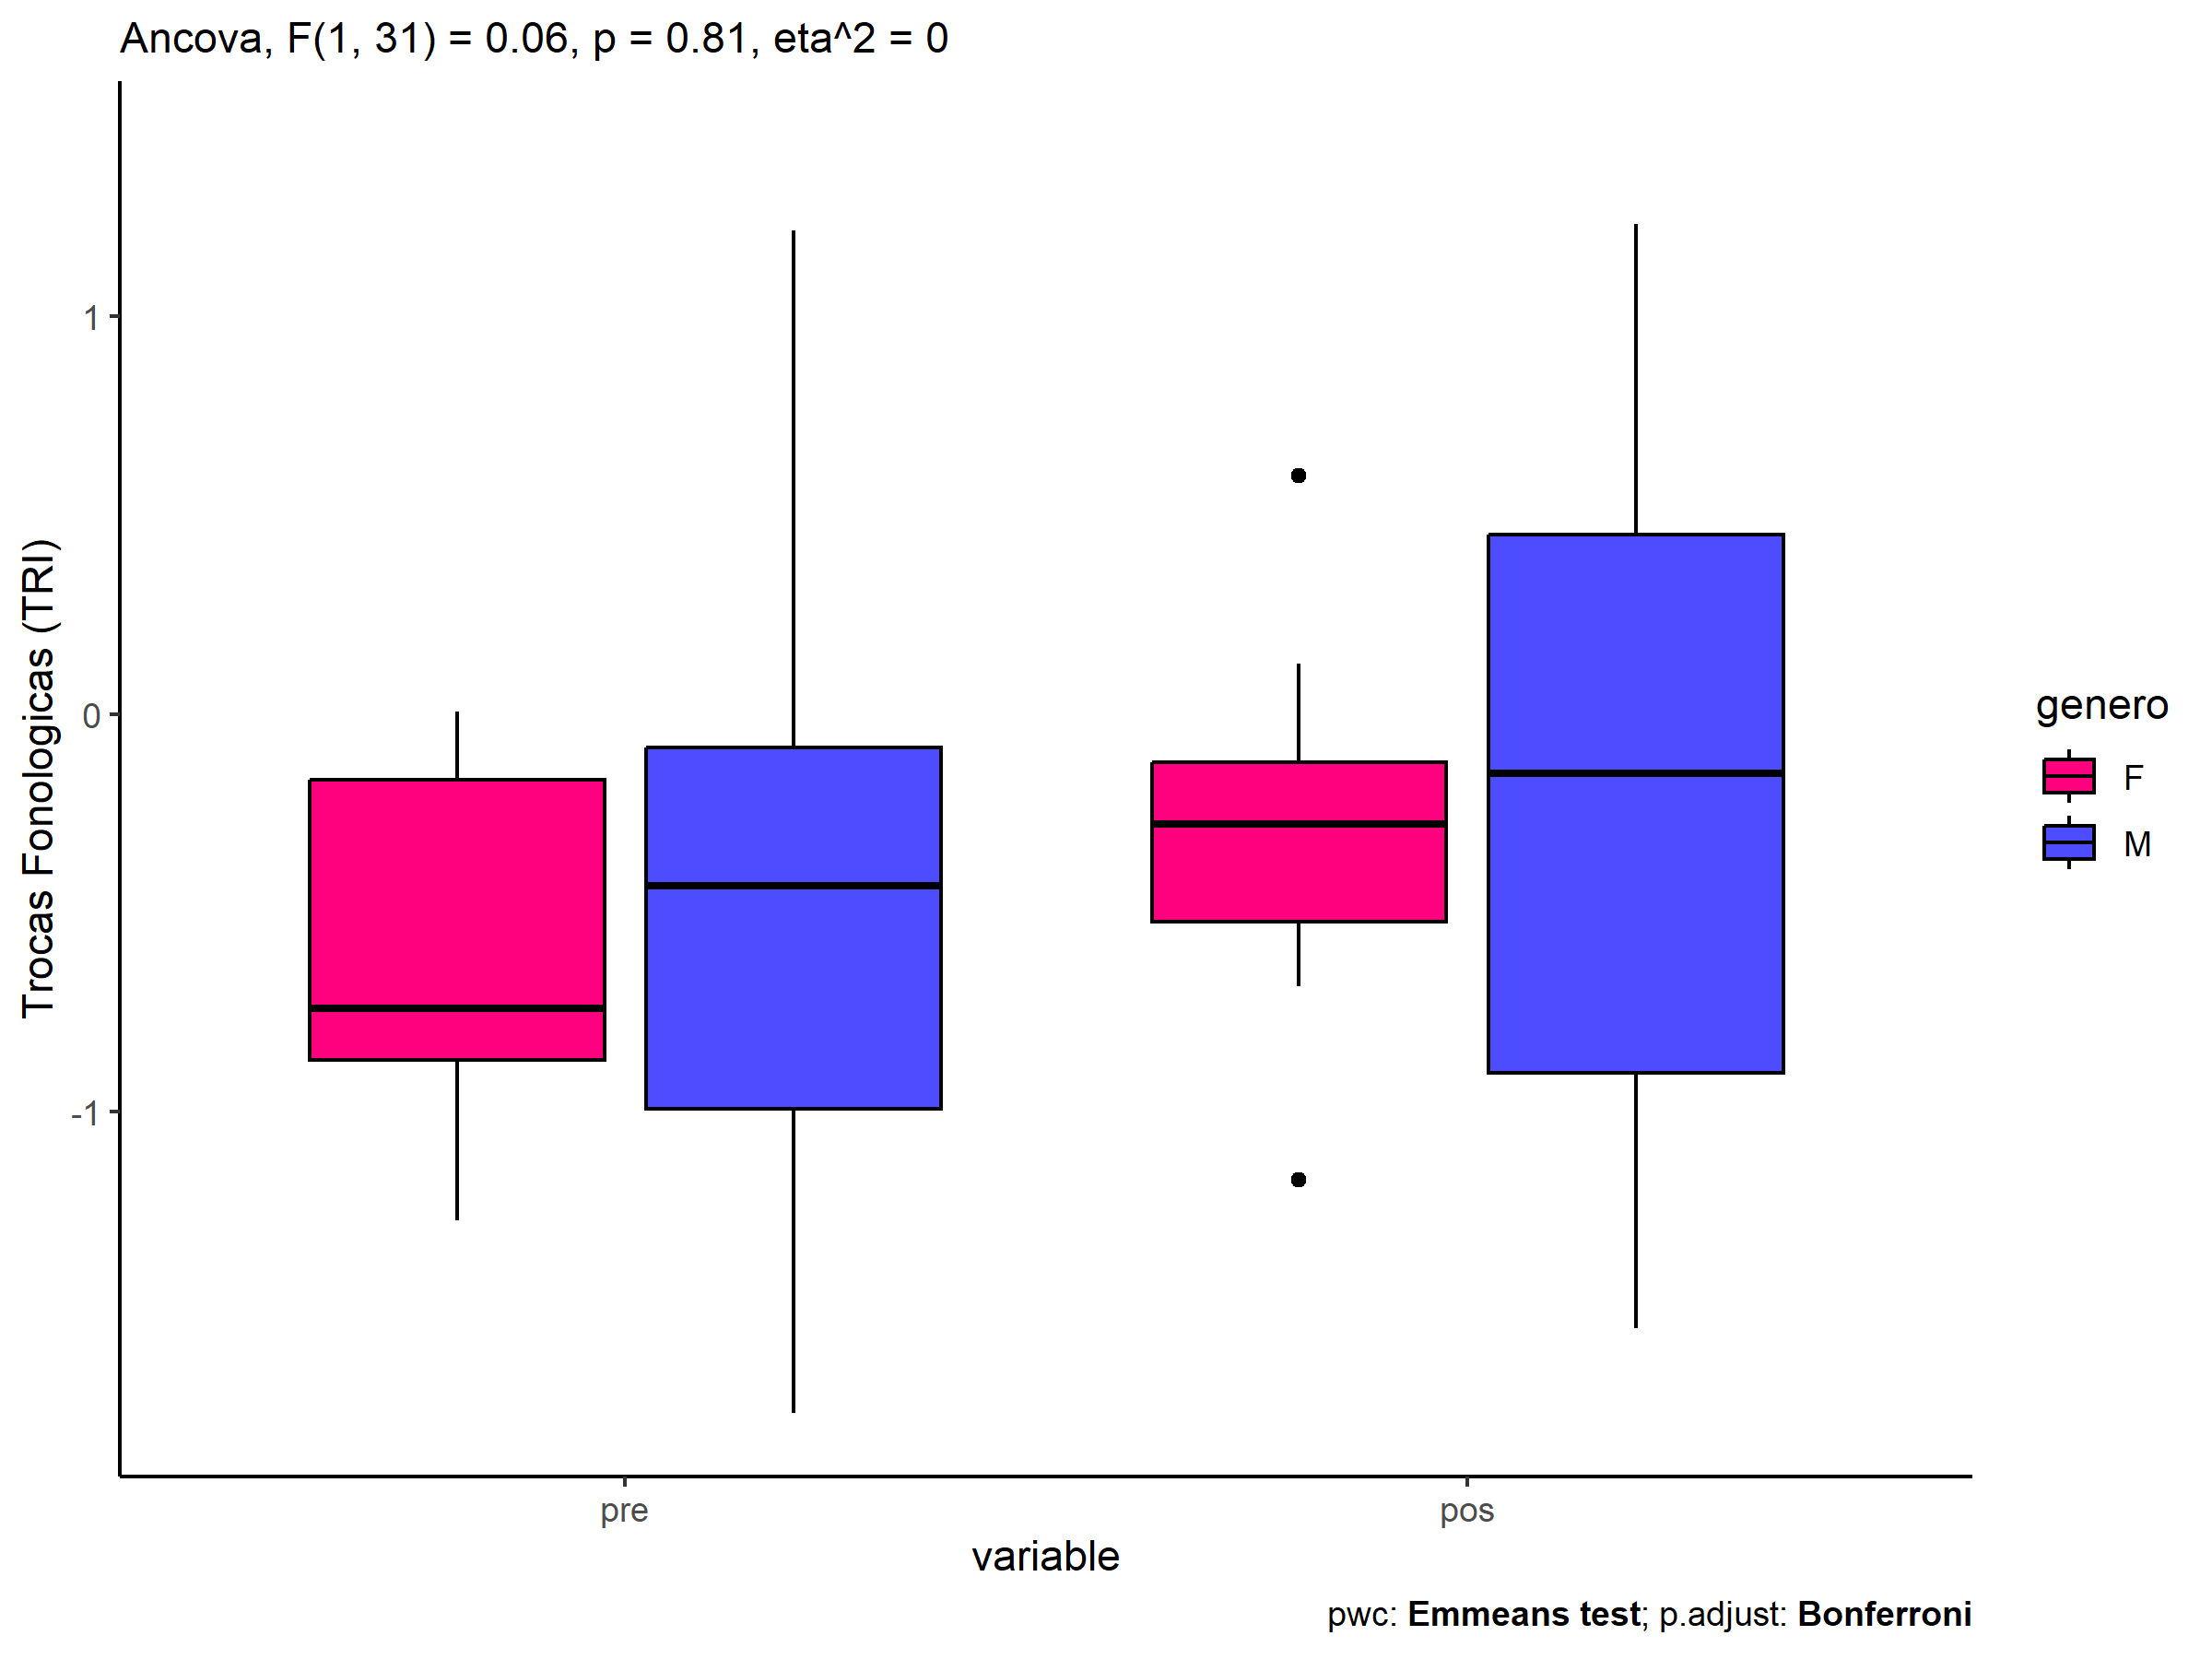 Ancova, F(1, 31) = 0.06, p = 0.81, eta^2 = 0
Trocas Fonologicas (TRI)
1
0
-1
pre
pos
variable
genero
F
M
pwc: Emmeans test; p.adjust: Bonferroni